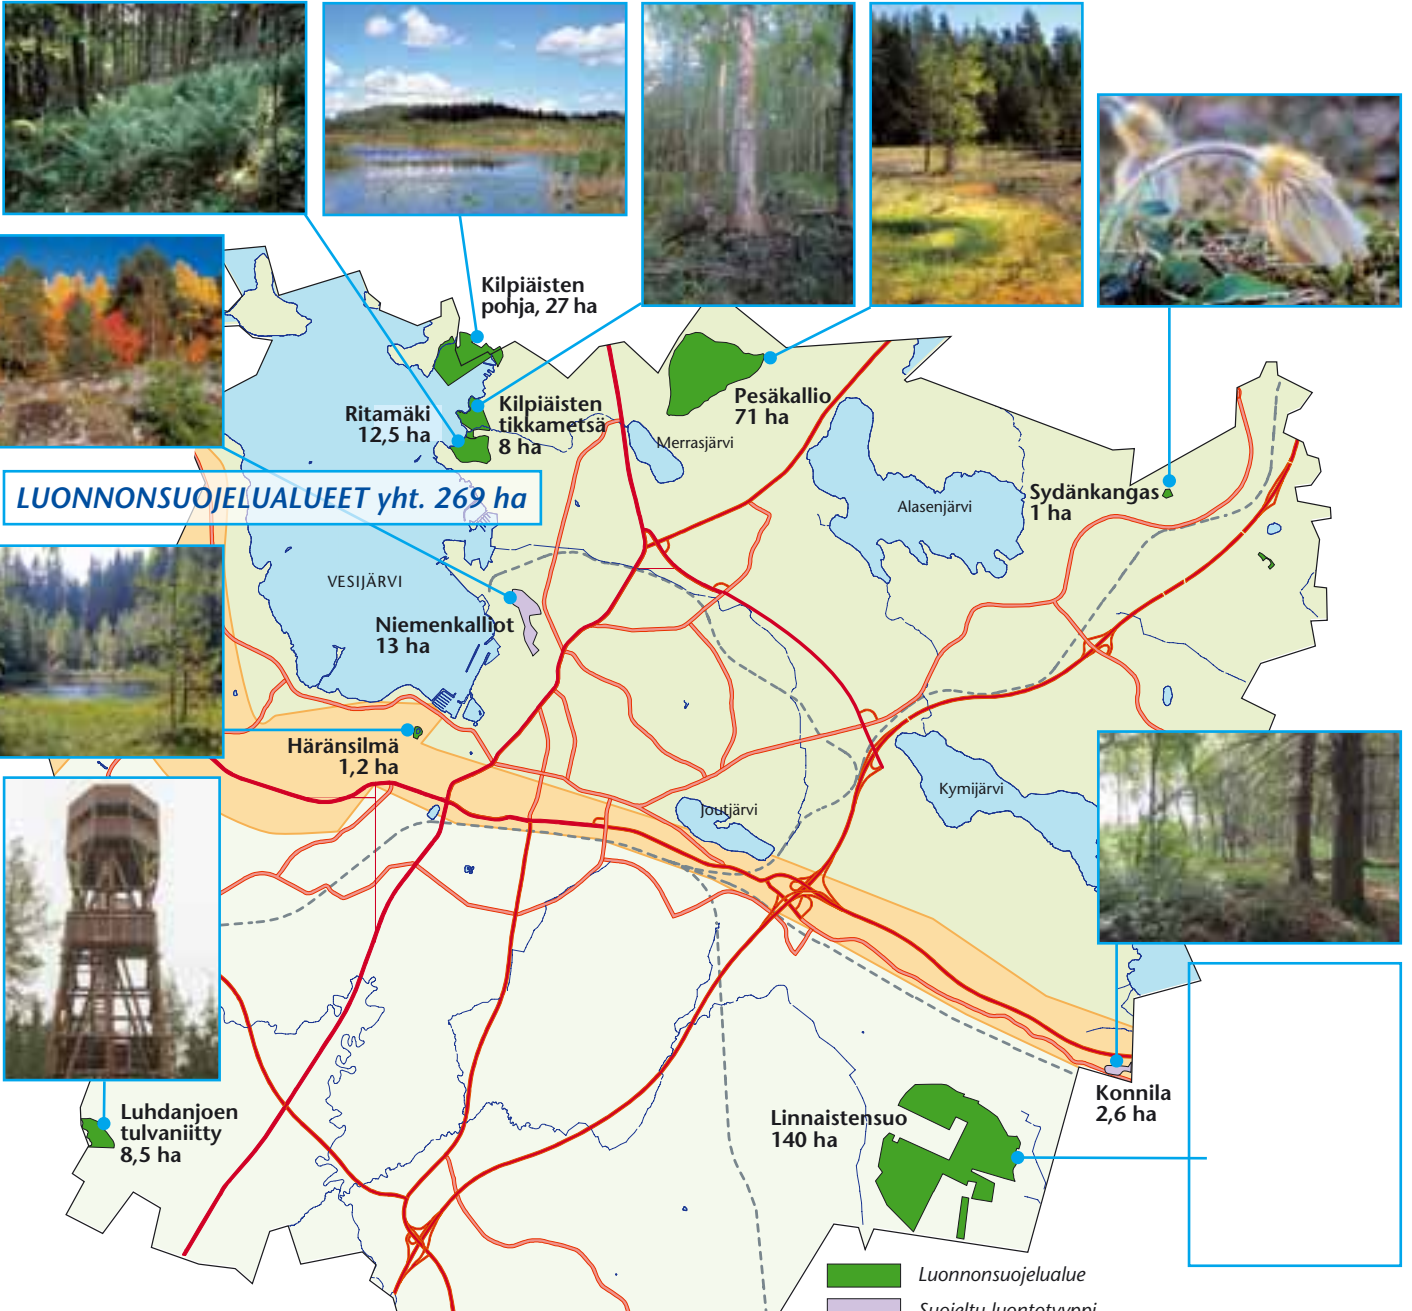 Kilpiäisten
pohja, 27 ha
Pesäkallio
71 ha
Ritamäki
12,5 ha
Kilpiäisten
tikkametsä
8 ha
Merrasjärvi
LUONNONSUOJELUALUEET yht. 269 ha
Alasenjärvi
Sydänkangas
1 ha
VESIJÄRVI
Niemenkalliot
13 ha
Häränsilmä
1,2 ha
Kymijärvi
Joutjärvi
Luhdanjoen
tulvaniitty
8,5 ha
Linnaistensuo
140 ha
Konnila
2,6 ha
Luonnonsuojelualue
Suojeltu luontotyyppi